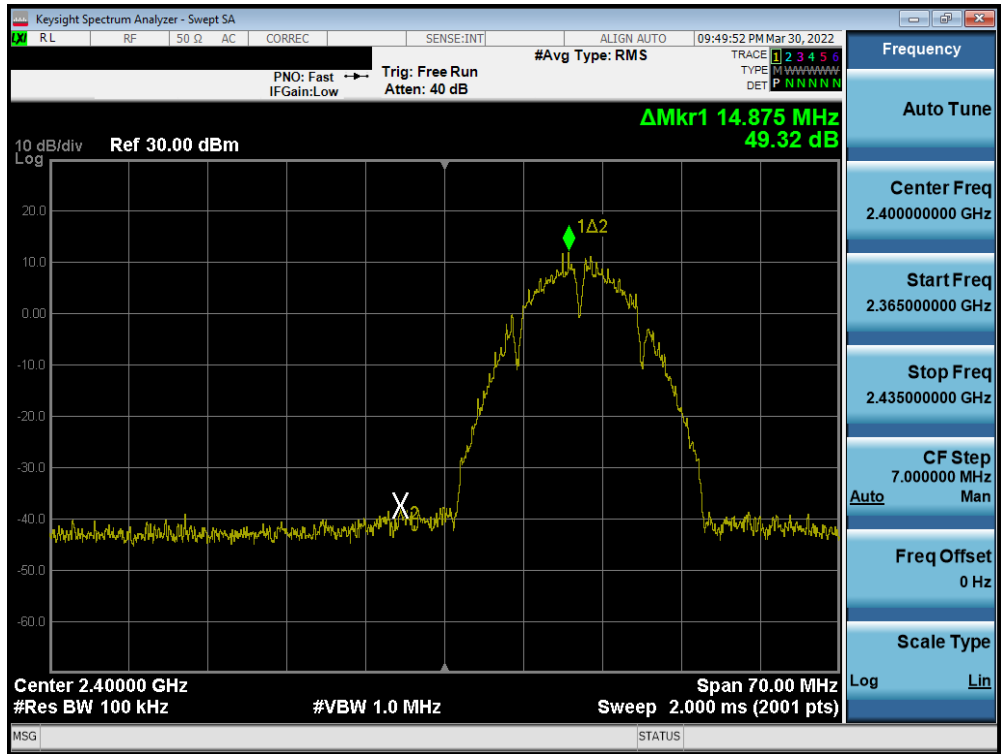 Keysight Spectrum Analyzer - Swept SA
LXI RL RF 50 Ω AC CORREC SENSE:INT ALIGN AUTO 09:49:52 PM Mar 30, 2022
PNO: Fast
IFGain:Low
Trig: Free Run
Atten: 40 dB
#Avg Type: RMS
TRACE 1 2 3 4 5 6
TYPE M WWWWW
DET P N N N N N
ΔMkr1 14.875 MHz
49.32 dB
10 dB/div Ref 30.00 dBm
Log
20.0
10.0
0.00
-10.0
-20.0
-30.0
-40.0
-50.0
-60.0
1Δ2
X2
Center 2.40000 GHz
Span 70.00 MHz
#Res BW 100 kHz
#VBW 1.0 MHz
Sweep 2.000 ms (2001 pts)
MSG
STATUS
Frequency
Auto Tune
Center Freq
2.400000000 GHz
Start Freq
2.365000000 GHz
Stop Freq
2.435000000 GHz
CF Step
7.000000 MHz
Auto Man
Freq Offset
0 Hz
Scale Type
Log Lin